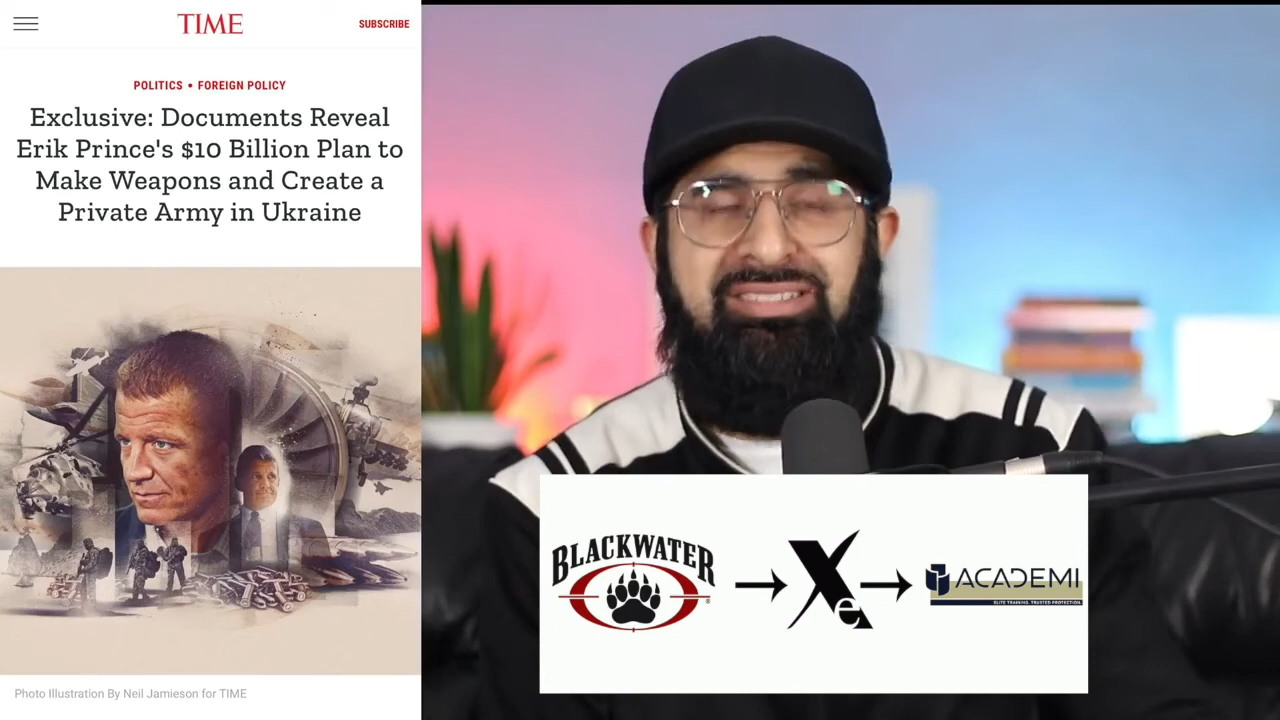 TIME
SUBSCRIBE
POLITICS • FOREIGN POLICY
Exclusive: Documents Reveal
Erik Prince's $10 Billion Plan to
Make Weapons and Create a
Private Army in Ukraine
Photo Illustration By Neil Jamieson for TIME
BLACKWATER
®
Xe
ACADEMI
ELITE TRAINING. TRUSTED PROTECTION.